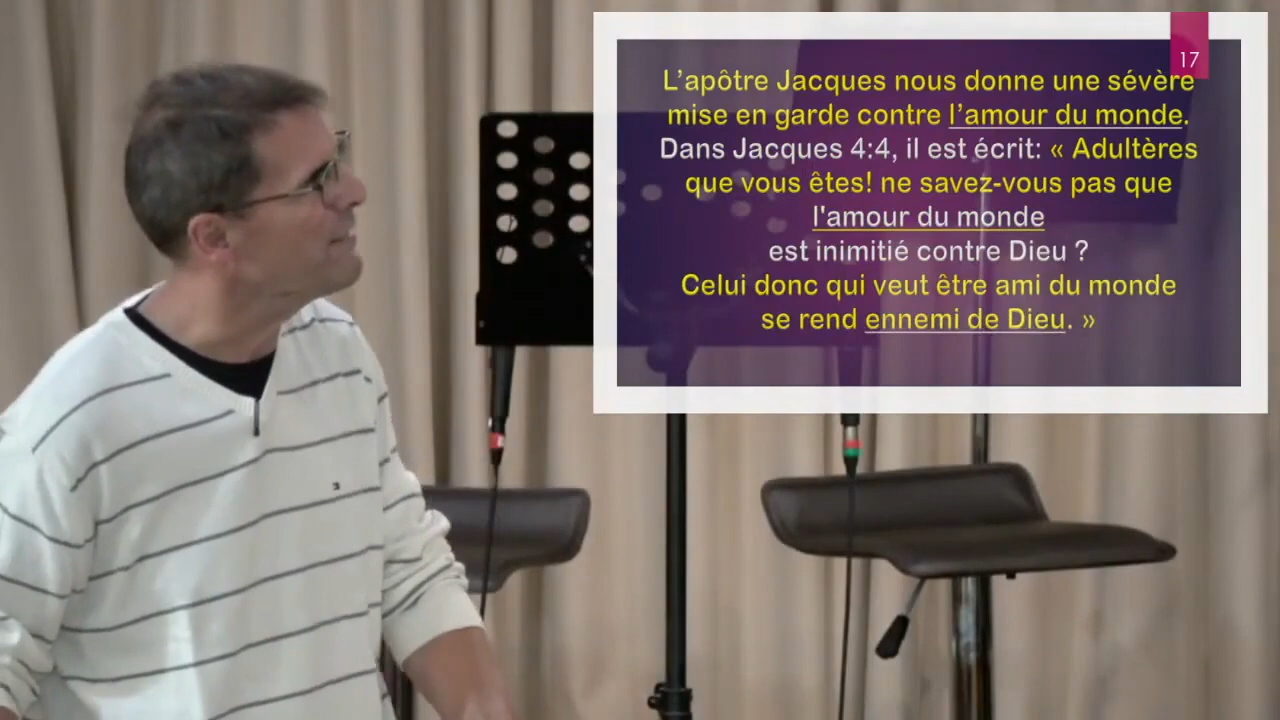 17
L’apôtre Jacques nous donne une sévère
mise en garde contre l’amour du monde.
Dans Jacques 4:4, il est écrit: « Adultères
que vous êtes! ne savez-vous pas que
l'amour du monde
est inimitié contre Dieu ?
Celui donc qui veut être ami du monde
se rend ennemi de Dieu. »